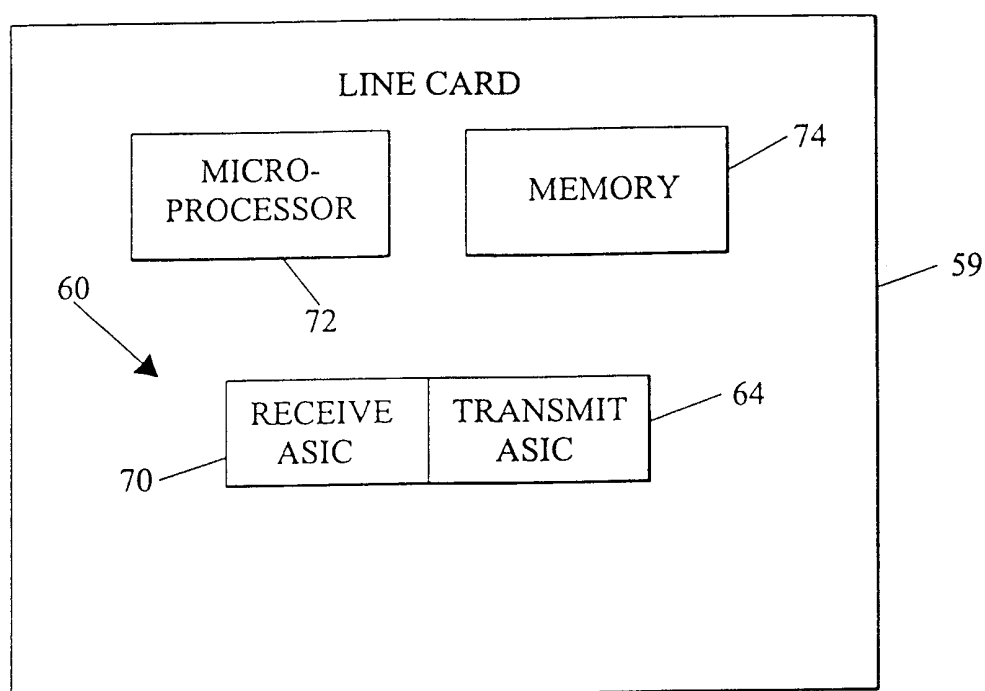 LINE CARD
MICRO-
PROCESSOR
MEMORY
74
59
60
72
RECEIVE
ASIC
TRANSMIT
ASIC
64
70